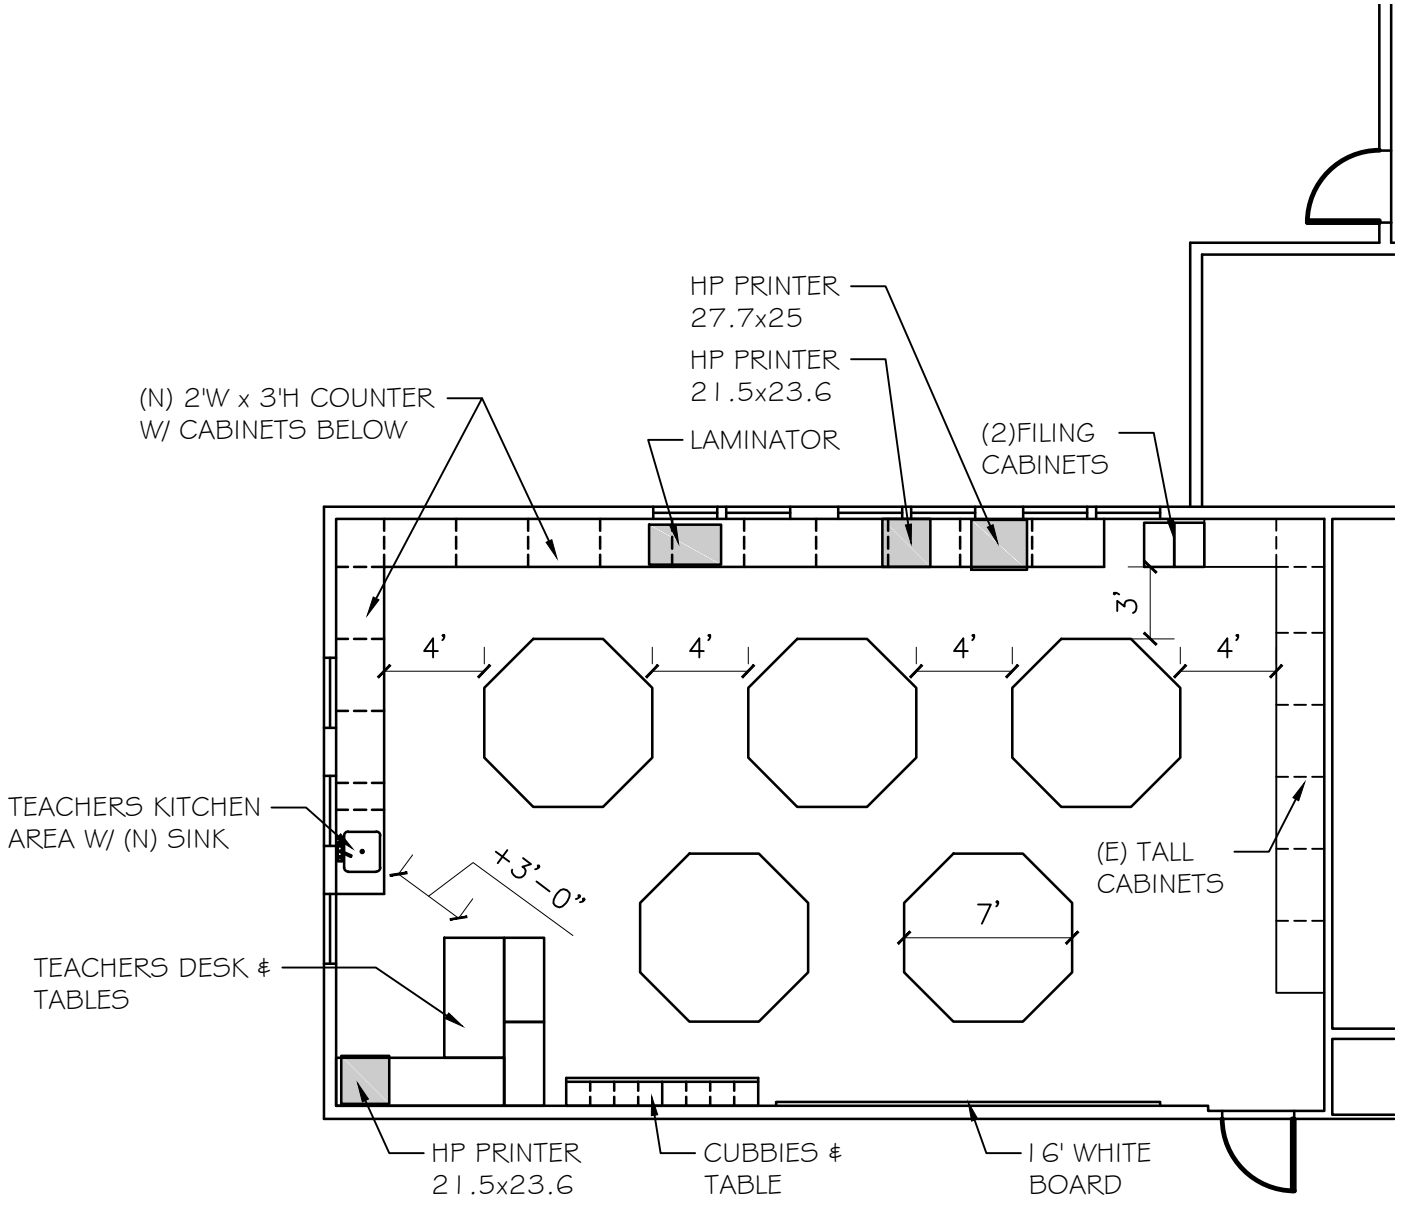 HP PRINTER
27.7x25
HP PRINTER
21.5x23.6
LAMINATOR
(N) 2'W x 3'H COUNTER
W/ CABINETS BELOW
(2)FILING
CABINETS
3'
4'
4'
4'
4'
TEACHERS KITCHEN
AREA W/ (N) SINK
+3'-0"
(E) TALL
CABINETS
7'
TEACHERS DESK &
TABLES
HP PRINTER
21.5x23.6
CUBBIES &
TABLE
16' WHITE
BOARD